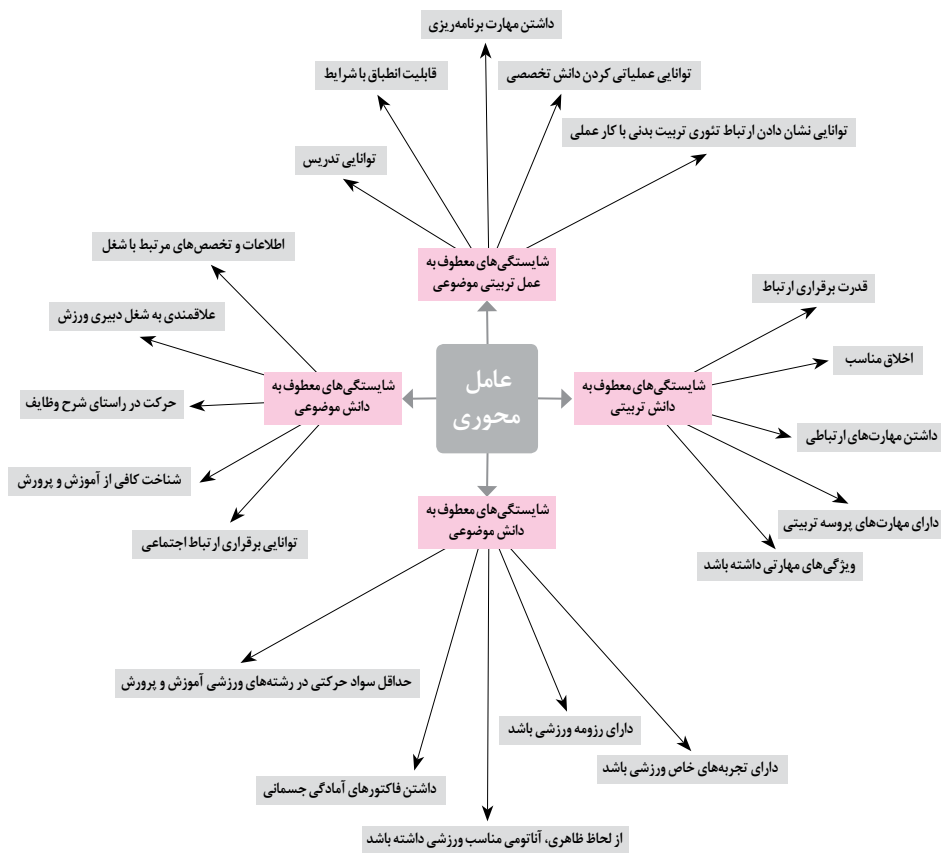 داشتن مهارت برنامه‌ریزی
توانایی عملیاتی کردن دانش تخصصی
قابلیت انطباق با شرایط
توانایی نشان دادن ارتباط تئوری تربیت بدنی با کار عملی
توانایی تدریس
شایستگی‌های معطوف به
عمل تربیتی موضوعی
اطلاعات و تخصص‌های مرتبط با شغل
علاقمندی به شغل دبیری ورزش
حرکت در راستای شرح وظایف
شناخت کافی از آموزش و پرورش
توانایی برقراری ارتباط اجتماعی
شایستگی‌های معطوف به
دانش موضوعی
عامل
محوری
شایستگی‌های معطوف به
دانش تربیتی
قدرت برقراری ارتباط
اخلاق مناسب
داشتن مهارت‌های ارتباطی
دارای مهارت‌های پروسه تربیتی
ویژگی‌های مهارتی داشته باشد
شایستگی‌های معطوف به
دانش موضوعی
حداقل سواد حرکتی در رشته‌های ورزشی آموزش و پرورش
دارای رزومه ورزشی باشد
دارای تجربه‌های خاص ورزشی باشد
داشتن فاکتورهای آمادگی جسمانی
از لحاظ ظاهری، آناتومی مناسب ورزشی داشته باشد